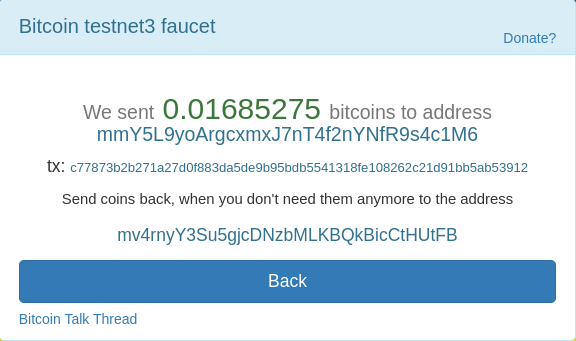 Bitcoin testnet3 faucet
Donate?
We sent 0.01685275 bitcoins to address
mmY5L9yoArgcxmxJ7nT4f2nYNfR9s4c1M6
tx: c77873b2b271a27d0f883da5de9b95bdb5541318fe108262c21d91bb5ab53912
Send coins back, when you don't need them anymore to the address
mv4rnyY3Su5gjcDNzbMLKBQkBicCtHUtFB
Back
Bitcoin Talk Thread